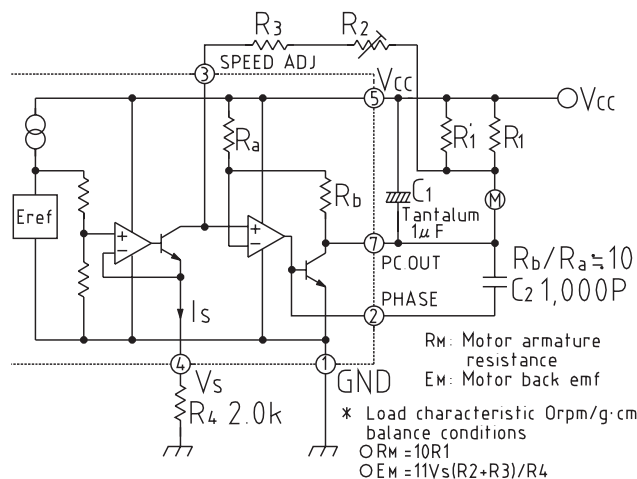 R3
R2
3
SPEED ADJ
Vcc
5
Vcc
Ra
R'1
R1
Eref
Rb
C1
M
Tantalum
1μF
+
−
+
−
7
PC.OUT
Rb/Ra≒10
C2 1,000P
PHASE
2
Is
RM: Motor armature
resistance
EM: Motor back emf
4
Vs
1
GND
R4 2.0k
* Load characteristic 0rpm/g·cm
balance conditions
○RM =10R1
○EM =11Vs(R2+R3)/R4